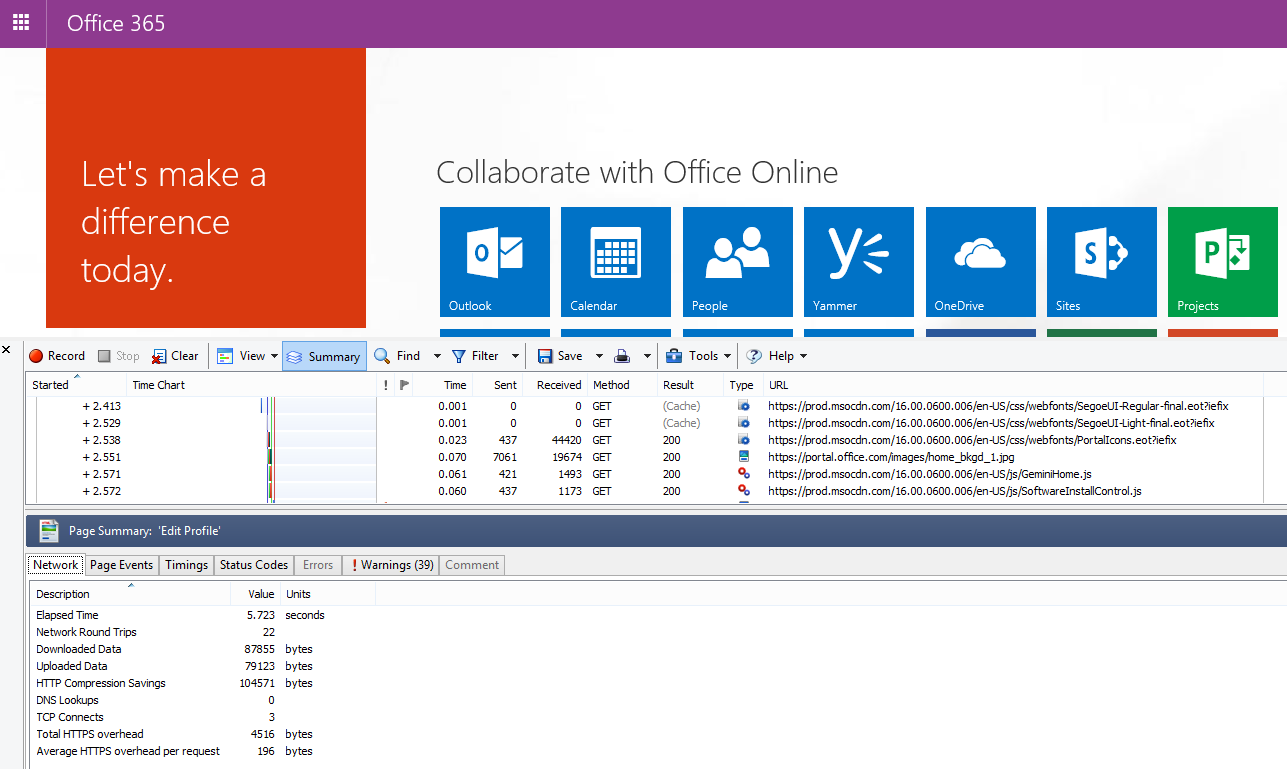 Office 365
Let's make a
difference
today.
Collaborate with Office Online
Outlook Calendar People Yammer OneDrive Sites Projects
Record Stop Clear View Summary Find Filter Save Tools Help
Started Time Chart ! Time Sent Received Method Result Type URL
+ 2.413 0.001 0 0 GET (Cache) https://prod.msocdn.com/16.00.0600.006/en-US/css/webfonts/SegoeUI-Regular-final.eot?iefix
+ 2.529 0.001 0 0 GET (Cache) https://prod.msocdn.com/16.00.0600.006/en-US/css/webfonts/SegoeUI-Light-final.eot?iefix
+ 2.538 0.023 437 44420 GET 200 https://prod.msocdn.com/16.00.0600.006/en-US/css/webfonts/PortalIcons.eot?iefix
+ 2.551 0.070 7061 19674 GET 200 https://portal.office.com/images/home_bkgd_1.jpg
+ 2.571 0.061 421 1493 GET 200 https://prod.msocdn.com/16.00.0600.006/en-US/js/GeminiHome.js
+ 2.572 0.060 437 1173 GET 200 https://prod.msocdn.com/16.00.0600.006/en-US/js/SoftwareInstallControl.js
Page Summary: 'Edit Profile'
Network Page Events Timings Status Codes Errors ! Warnings (39) Comment
Description Value Units
Elapsed Time 5.723 seconds
Network Round Trips 22
Downloaded Data 87855 bytes
Uploaded Data 79123 bytes
HTTP Compression Savings 104571 bytes
DNS Lookups 0
TCP Connects 3
Total HTTPS overhead 4516 bytes
Average HTTPS overhead per request 196 bytes